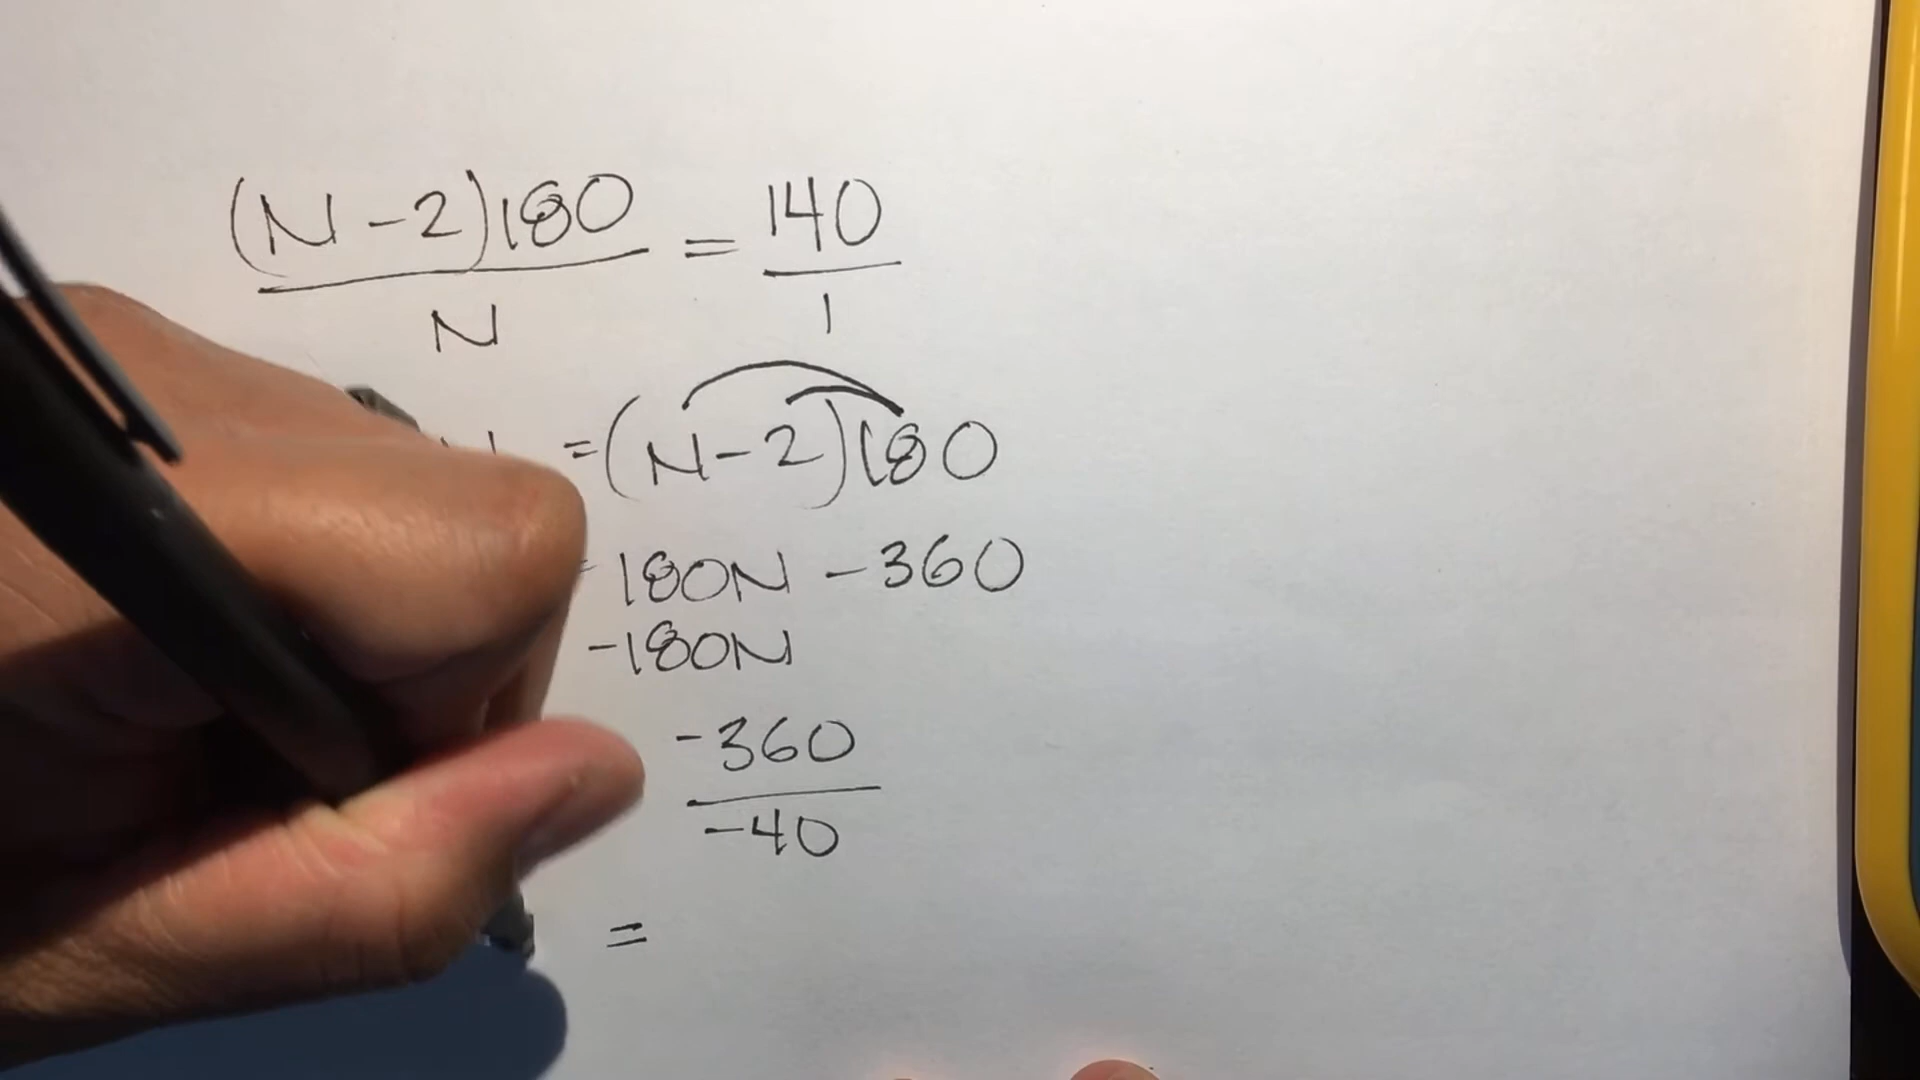 (N-2)180 = 140
N 1
=(N-2)180
180N - 360
-180N
-360
-40
=